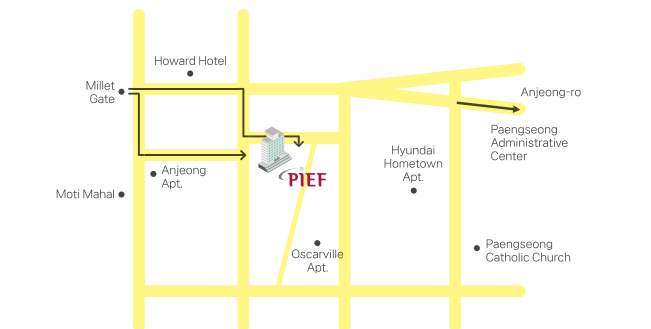 Howard Hotel
Millet
Gate
Anjeong-ro
Paengseong
Administrative
Center
Hyundai
Hometown
Apt.
Anjeong
Apt.
PIEF
Moti Mahal
Oscarville
Apt.
Paengseong
Catholic Church